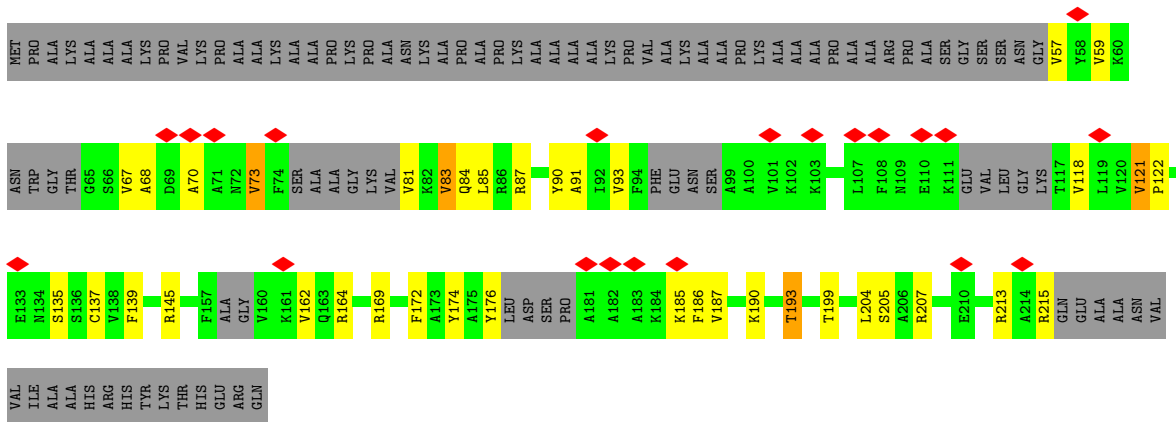 MET PRO ALA LYS ALA ALA ALA LYS PRO VAL LYS PRO ALA ALA LYS ALA ALA PRO LYS PRO ALA ASN LYS ALA PRO ALA PRO LYS ALA ALA ALA ALA LYS PRO VAL ALA LYS ALA ALA PRO LYS ALA ALA ALA PRO ALA ALA ARG PRO ALA SER GLY SER SER ASN GLY V57 Y58 V59 K60
ASN TRP GLY THR G65 S66 V67 A68 D69 A70 A71 N72 V73 F74 SER ALA ALA GLY LYS VAL V81 K82 V83 Q84 L85 R86 R87 Y90 A91 I92 V93 F94 PHE GLU ASN SER A99 A100 V101 K102 K103 L107 F108 N109 E110 K111 GLU VAL LEU GLY LYS T117 V118 L119 V120 V121 P122
E133 N134 S135 S136 C137 V138 F139 R145 F157 ALA GLY V160 K161 V162 Q163 R164 R169 F172 A173 Y174 A175 Y176 LEU ASP SER PRO A181 A182 A183 K184 K185 F186 V187 K190 T193 T199 L204 S205 A206 R207 E210 R213 A214 R215 GLN GLU ALA ALA ASN VAL
VAL ILE ALA ALA HIS ARG HIS TYR LYS THR HIS GLU ARG GLN